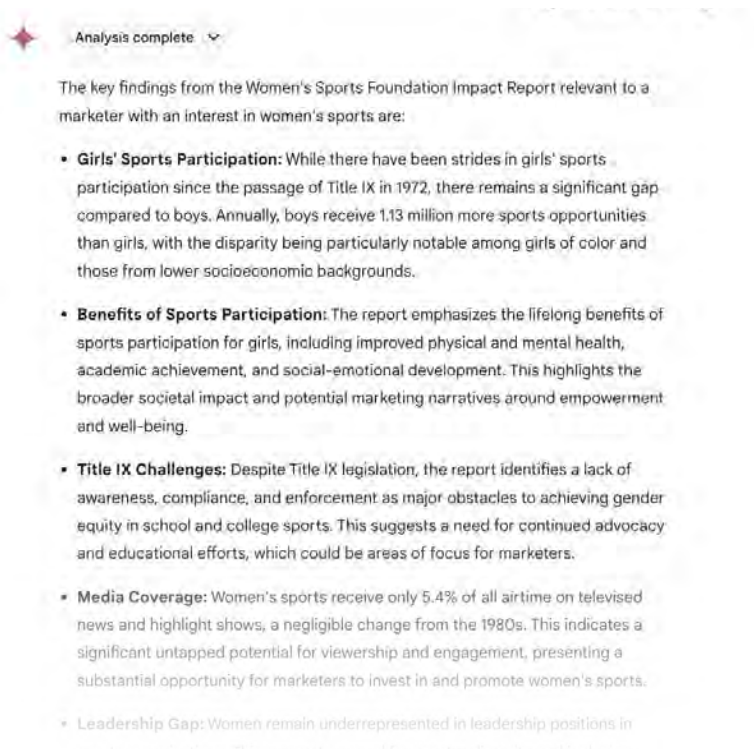 Analysis complete
The key findings from the Women's Sports Foundation Impact Report relevant to a
marketer with an interest in women's sports are:
• Girls' Sports Participation: While there have been strides in girls' sports
participation since the passage of Title IX in 1972, there remains a significant gap
compared to boys. Annually, boys receive 1.13 million more sports opportunities
than girls, with the disparity being particularly notable among girls of color and
those from lower socioeconomic backgrounds.
• Benefits of Sports Participation: The report emphasizes the lifelong benefits of
sports participation for girls, including improved physical and mental health,
academic achievement, and social-emotional development. This highlights the
broader societal impact and potential marketing narratives around empowerment
and well-being.
• Title IX Challenges: Despite Title IX legislation, the report identifies a lack of
awareness, compliance, and enforcement as major obstacles to achieving gender
equity in school and college sports. This suggests a need for continued advocacy
and educational efforts, which could be areas of focus for marketers.
• Media Coverage: Women's sports receive only 5.4% of all airtime on televised
news and highlight shows, a negligible change from the 1980s. This indicates a
significant untapped potential for viewership and engagement, presenting a
substantial opportunity for marketers to invest in and promote women's sports.
• Leadership Gap: Women remain underrepresented in leadership positions in